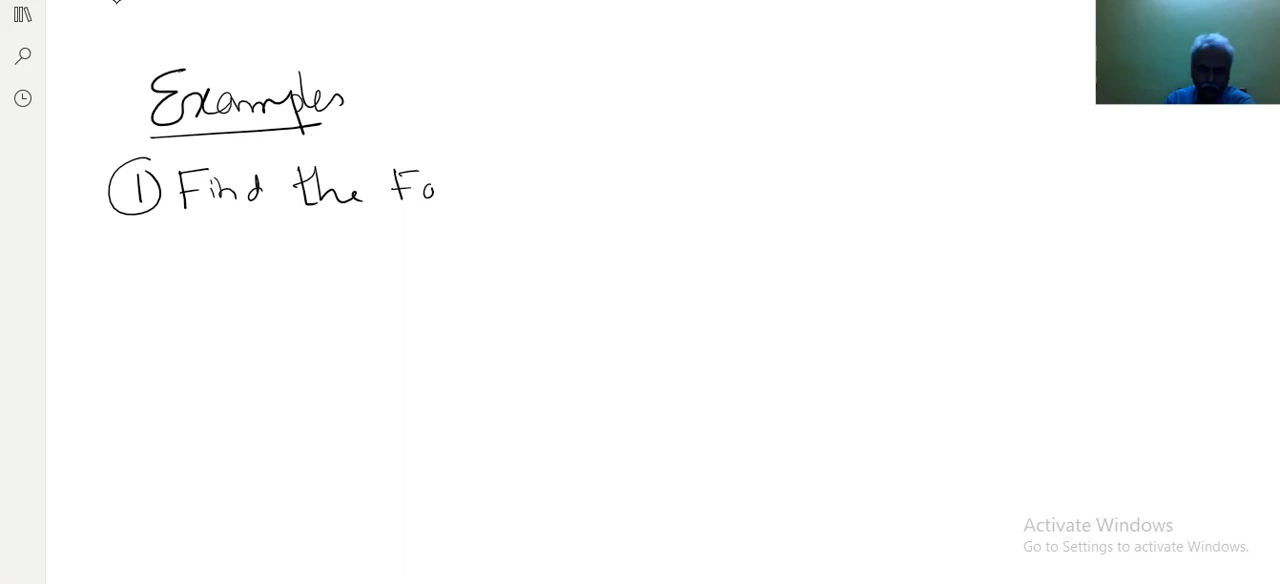 Examples
① Find the Fo
Activate Windows
Go to Settings to activate Windows.